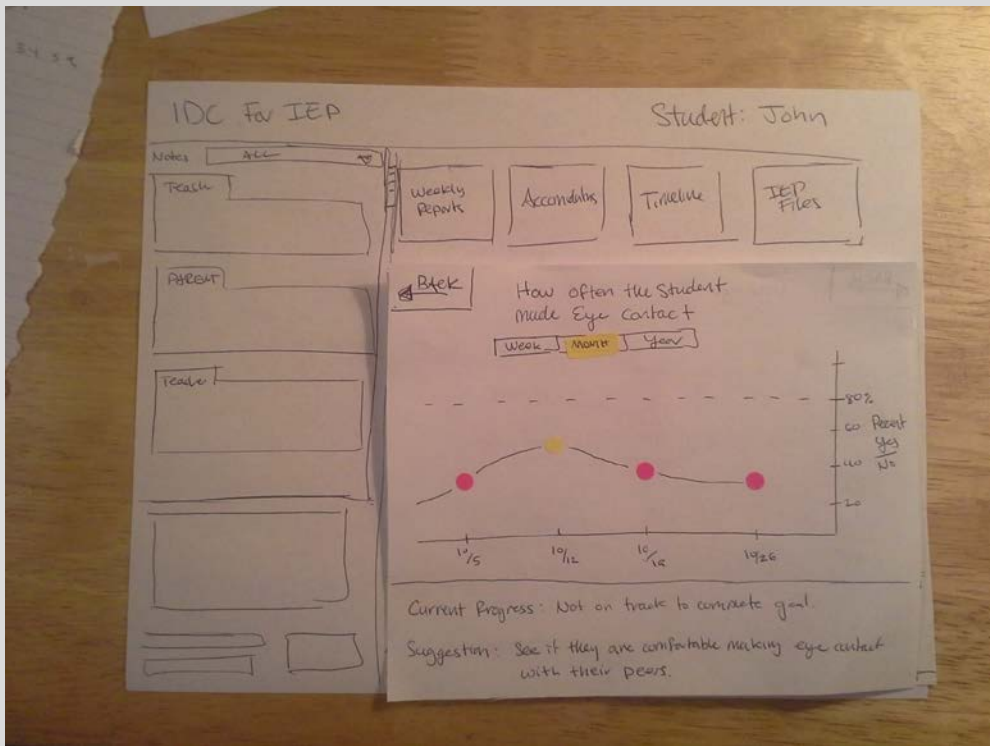 IDC For IEP
Student: John
Notes ALL
Teach
PARENT
Teacher
Weekly
Reports
Timeline
IEP
Files
Back
How often the Student
made Eye Contact
Week Month Year
80%
60
40
20
Percent
Yes
No
10/5 10/12 10/26
Current Progress: Not on track to complete goal.
Suggestion: See if they are comfortable making eye contact
with their peers.